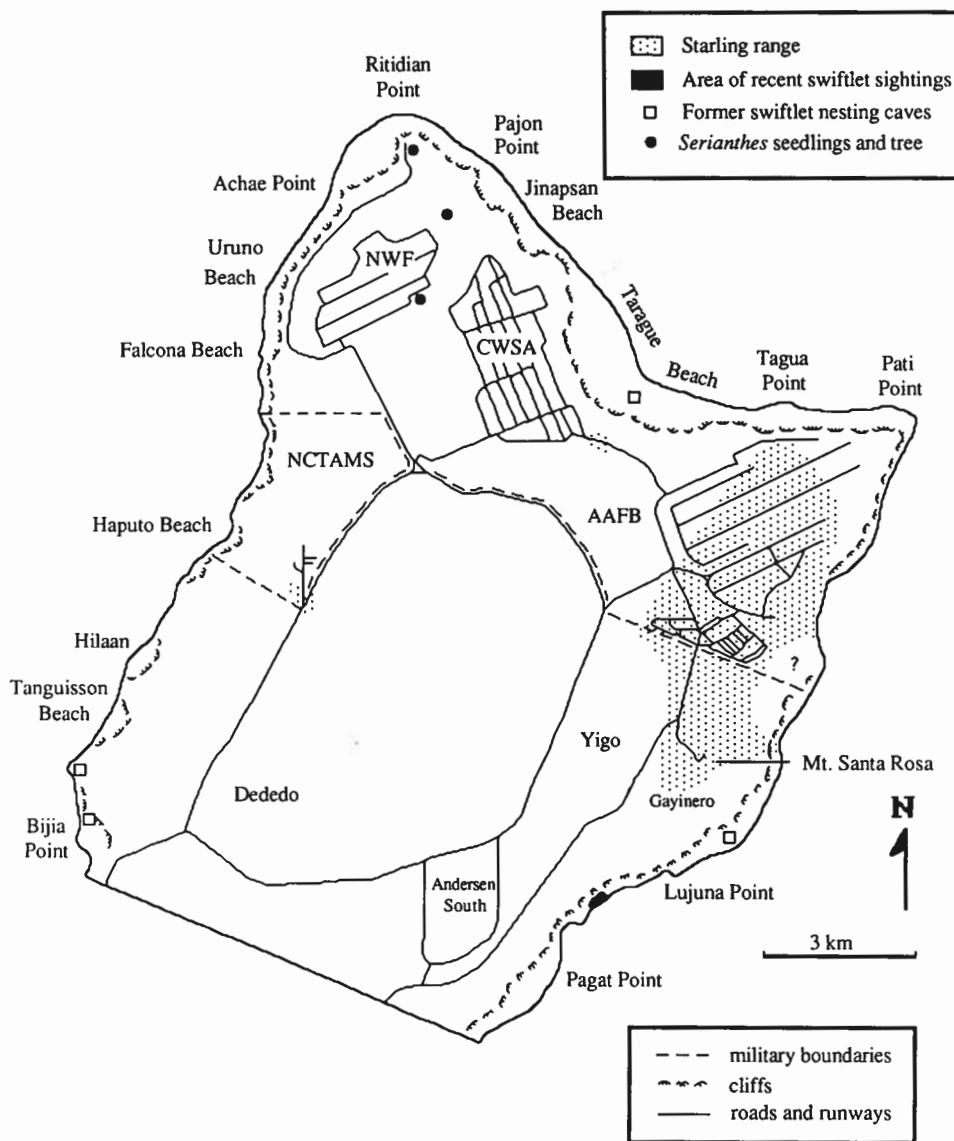 Starling range
Area of recent swiftlet sightings
Former swiftlet nesting caves
Serianthes seedlings and tree
Ritidian
Point
Pajon
Point
Achae Point
Jinapsan
Beach
Uruno
Beach
NWF
Falcona Beach
CWSA
Tarague
Beach
Tagua
Point
Pati
Point
NCTAMS
Haputo Beach
AAFB
Hilaan
?
Tanguisson
Beach
Yigo
Mt. Santa Rosa
Dededo
Gayinero
Bijia
Point
N
Andersen
South
Lujuna Point
3 km
Pagat Point
military boundaries
cliffs
roads and runways